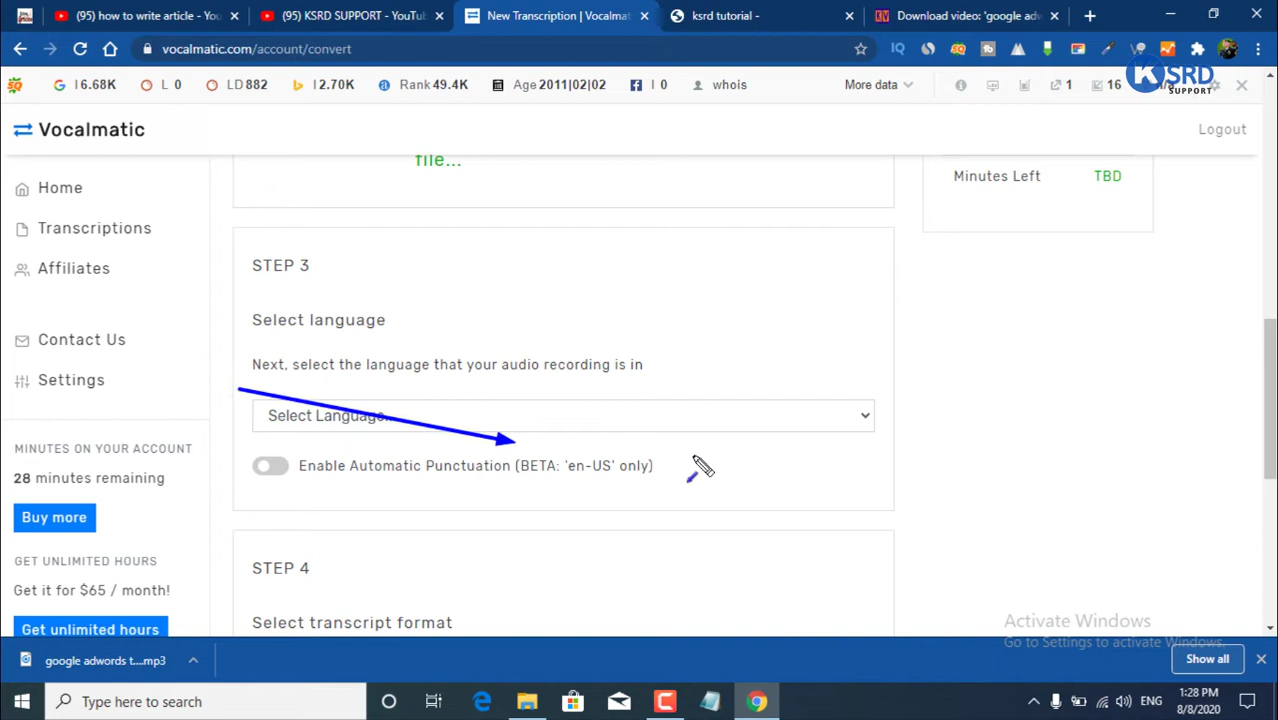 (95) how to write article - You
(95) KSRD SUPPORT - YouTube
New Transcription | Vocalmat
ksrd tutorial -
Download video: 'google adw
vocalmatic.com/account/convert
I 6.68K
L 0
LD 882
I 2.70K
Rank 49.4K
Age 2011|02|02
I 0
whois
More data
1
16
n/a
KSRD
SUPPORT
Vocalmatic
Logout
Home
Transcriptions
Affiliates
Contact Us
Settings
MINUTES ON YOUR ACCOUNT
28 minutes remaining
Buy more
GET UNLIMITED HOURS
Get it for $65 / month!
Get unlimited hours
file...
STEP 3
Select language
Next, select the language that your audio recording is in
Select Language...
Enable Automatic Punctuation (BETA: 'en-US' only)
STEP 4
Select transcript format
Minutes Left TBD
Activate Windows
Go to Settings to activate Windows.
google adwords t....mp3
Show all
Type here to search
ENG
1:28 PM
8/8/2020